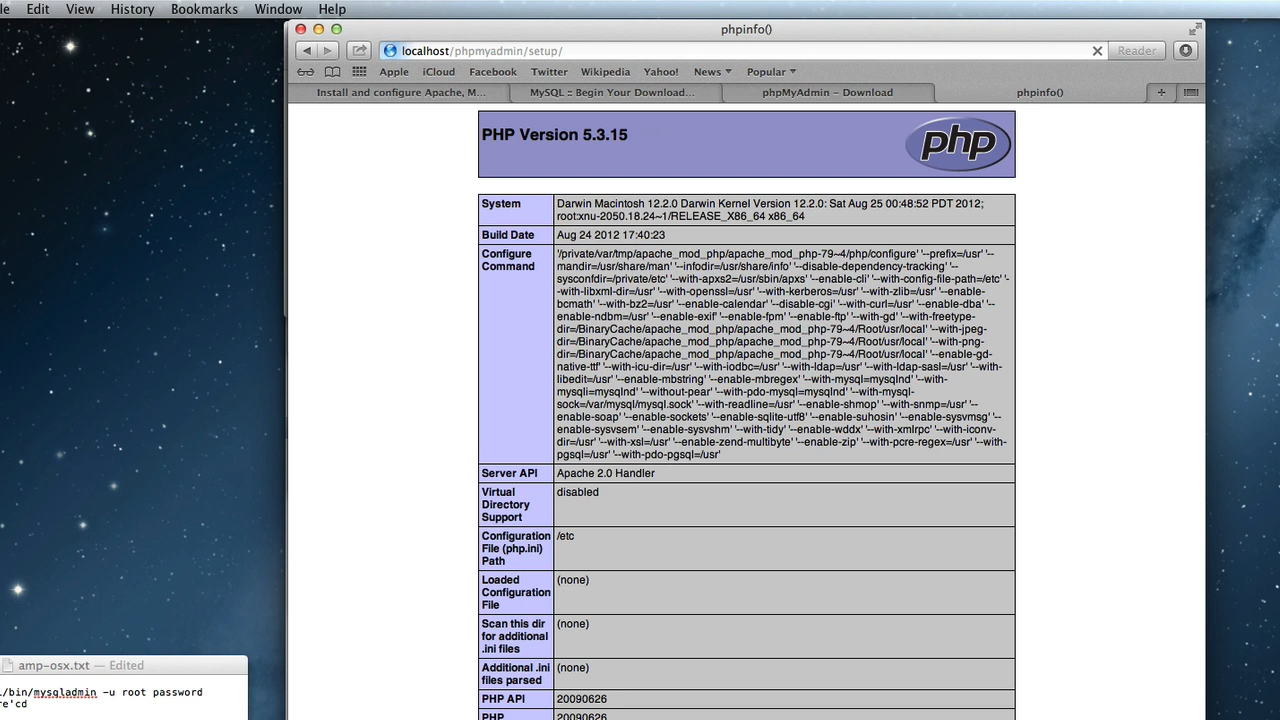 le Edit View History Bookmarks Window Help
phpinfo()
localhost/phpmyadmin/setup/
Reader
Apple iCloud Facebook Twitter Wikipedia Yahoo! News Popular
Install and configure Apache, M... MySQL :: Begin Your Download... phpMyAdmin - Download phpinfo()
PHP Version 5.3.15
php
System Darwin Macintosh 12.2.0 Darwin Kernel Version 12.2.0: Sat Aug 25 00:48:52 PDT 2012;
root:xnu-2050.18.24~1/RELEASE_X86_64 x86_64
Build Date Aug 24 2012 17:40:23
Configure Command '/private/var/tmp/apache_mod_php/apache_mod_php-79~4/php/configure' '--prefix=/usr' '--
mandir=/usr/share/man' '--infodir=/usr/share/info' '--disable-dependency-tracking' '--
sysconfdir=/private/etc' '--with-apxs2=/usr/sbin/apxs' '--enable-cli' '--with-config-file-path=/etc' '-
-with-libxml-dir=/usr' '--with-openssl=/usr' '--with-kerberos=/usr' '--with-zlib=/usr' '--enable-
bcmath' '--with-bz2=/usr' '--enable-calendar' '--disable-cgi' '--with-curl=/usr' '--enable-dba' '--
enable-ndbm=/usr' '--enable-exif' '--enable-fpm' '--enable-ftp' '--with-gd' '--with-freetype-
dir=/BinaryCache/apache_mod_php/apache_mod_php-79~4/Root/usr/local' '--with-jpeg-
dir=/BinaryCache/apache_mod_php/apache_mod_php-79~4/Root/usr/local' '--with-png-
dir=/BinaryCache/apache_mod_php/apache_mod_php-79~4/Root/usr/local' '--enable-gd-
native-ttf' '--with-icu-dir=/usr' '--with-iodbc=/usr' '--with-ldap=/usr' '--with-ldap-sasl=/usr' '--with-
libedit=/usr' '--enable-mbstring' '--enable-mbregex' '--with-mysql=mysqlnd' '--with-
mysqli=mysqlnd' '--without-pear' '--with-pdo-mysql=mysqlnd' '--with-mysql-
sock=/var/mysql/mysql.sock' '--with-readline=/usr' '--enable-shmop' '--with-snmp=/usr' '--
enable-soap' '--enable-sockets' '--enable-sqlite-utf8' '--enable-suhosin' '--enable-sysvmsg' '--
enable-sysvsem' '--enable-sysvshm' '--with-tidy' '--enable-wddx' '--with-xmlrpc' '--with-iconv-
dir=/usr' '--with-xsl=/usr' '--enable-zend-multibyte' '--enable-zip' '--with-pcre-regex=/usr' '--with-
pgsql=/usr' '--with-pdo-pgsql=/usr'
Server API Apache 2.0 Handler
Virtual Directory Support disabled
Configuration File (php.ini) Path /etc
Loaded Configuration File (none)
Scan this dir for additional .ini files (none)
Additional .ini files parsed (none)
PHP API 20090626
PHP 20090626
amp-osx.txt — Edited
/bin/mysqladmin -u root password
re'cd